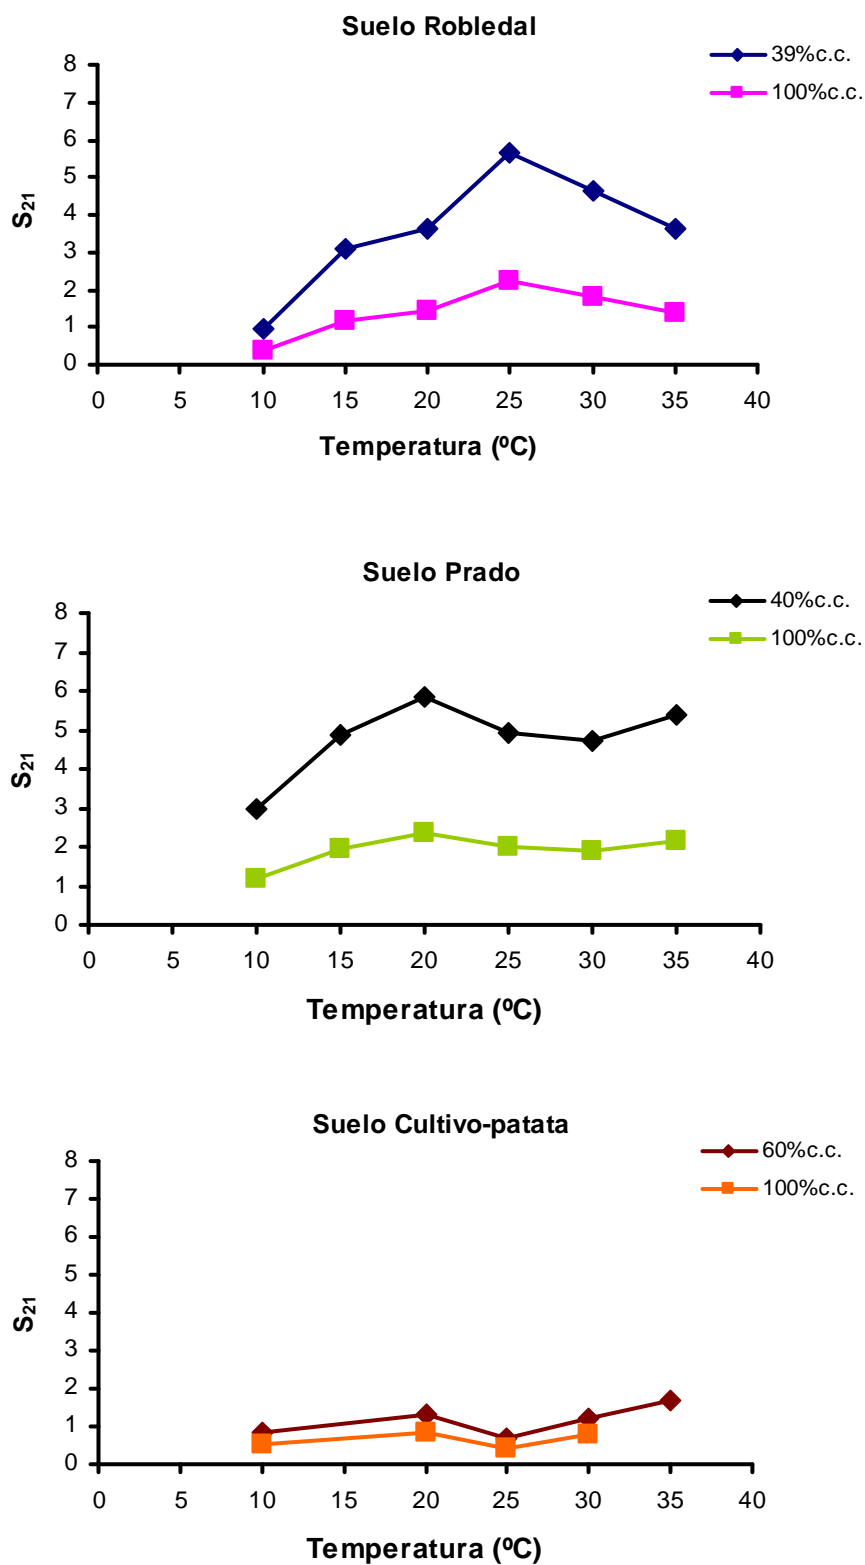 Suelo Robledal
39%c.c.
100%c.c.
8
7
6
5
4
3
2
1
0
S21
0 5 10 15 20 25 30 35 40
Temperatura (ºC)
Suelo Prado
40%c.c.
100%c.c.
8
7
6
5
4
3
2
1
0
S21
0 5 10 15 20 25 30 35 40
Temperatura (ºC)
Suelo Cultivo-patata
60%c.c.
100%c.c.
8
7
6
5
4
3
2
1
0
S21
0 5 10 15 20 25 30 35 40
Temperatura (ºC)